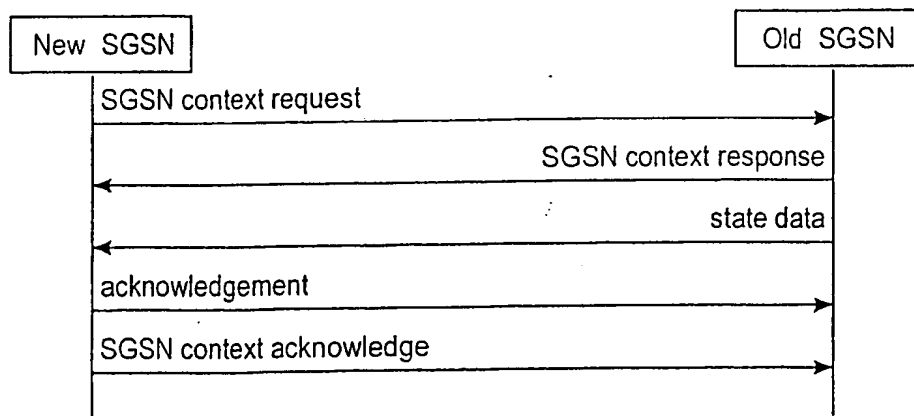 New SGSN
Old SGSN
SGSN context request
SGSN context response
state data
acknowledgement
SGSN context acknowledge